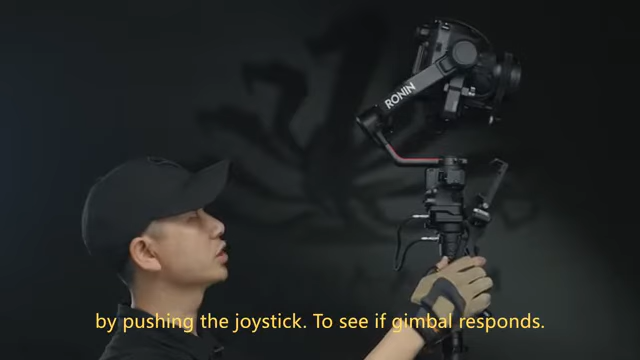 RONIN
by pushing the joystick. To see if gimbal responds.